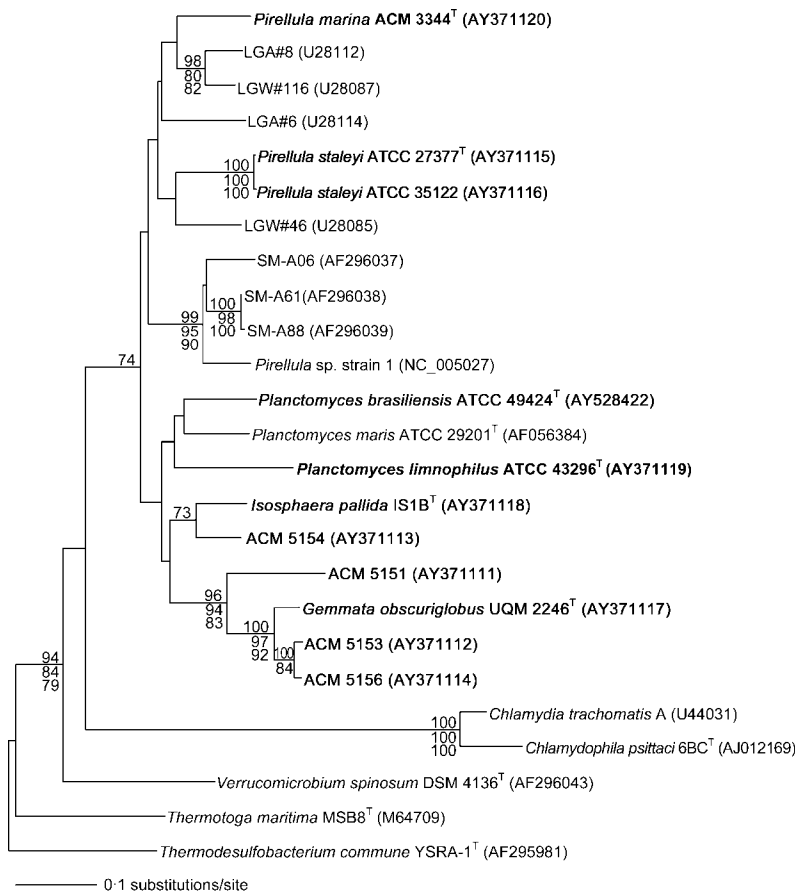 Pirellula marina ACM 3344T (AY371120)
LGA#8 (U28112)
98
80
82
LGW#116 (U28087)
LGA#6 (U28114)
Pirellula staleyi ATCC 27377T (AY371115)
100
100
100
Pirellula staleyi ATCC 35122 (AY371116)
LGW#46 (U28085)
SM-A06 (AF296037)
SM-A61(AF296038)
100
98
100
SM-A88 (AF296039)
99
95
90
Pirellula sp. strain 1 (NC_005027)
74
Planctomyces brasiliensis ATCC 49424T (AY528422)
Planctomyces maris ATCC 29201T (AF056384)
Planctomyces limnophilus ATCC 43296T (AY371119)
Isosphaera pallida IS1BT (AY371118)
73
ACM 5154 (AY371113)
ACM 5151 (AY371111)
96
94
83
Gemmata obscuriglobus UQM 2246T (AY371117)
100
97
92
ACM 5153 (AY371112)
100
84
ACM 5156 (AY371114)
94
84
79
Chlamydia trachomatis A (U44031)
100
100
100
Chlamydophila psittaci 6BCT (AJ012169)
Verrucomicrobium spinosum DSM 4136T (AF296043)
Thermotoga maritima MSB8T (M64709)
Thermodesulfobacterium commune YSRA-1T (AF295981)
0·1 substitutions/site